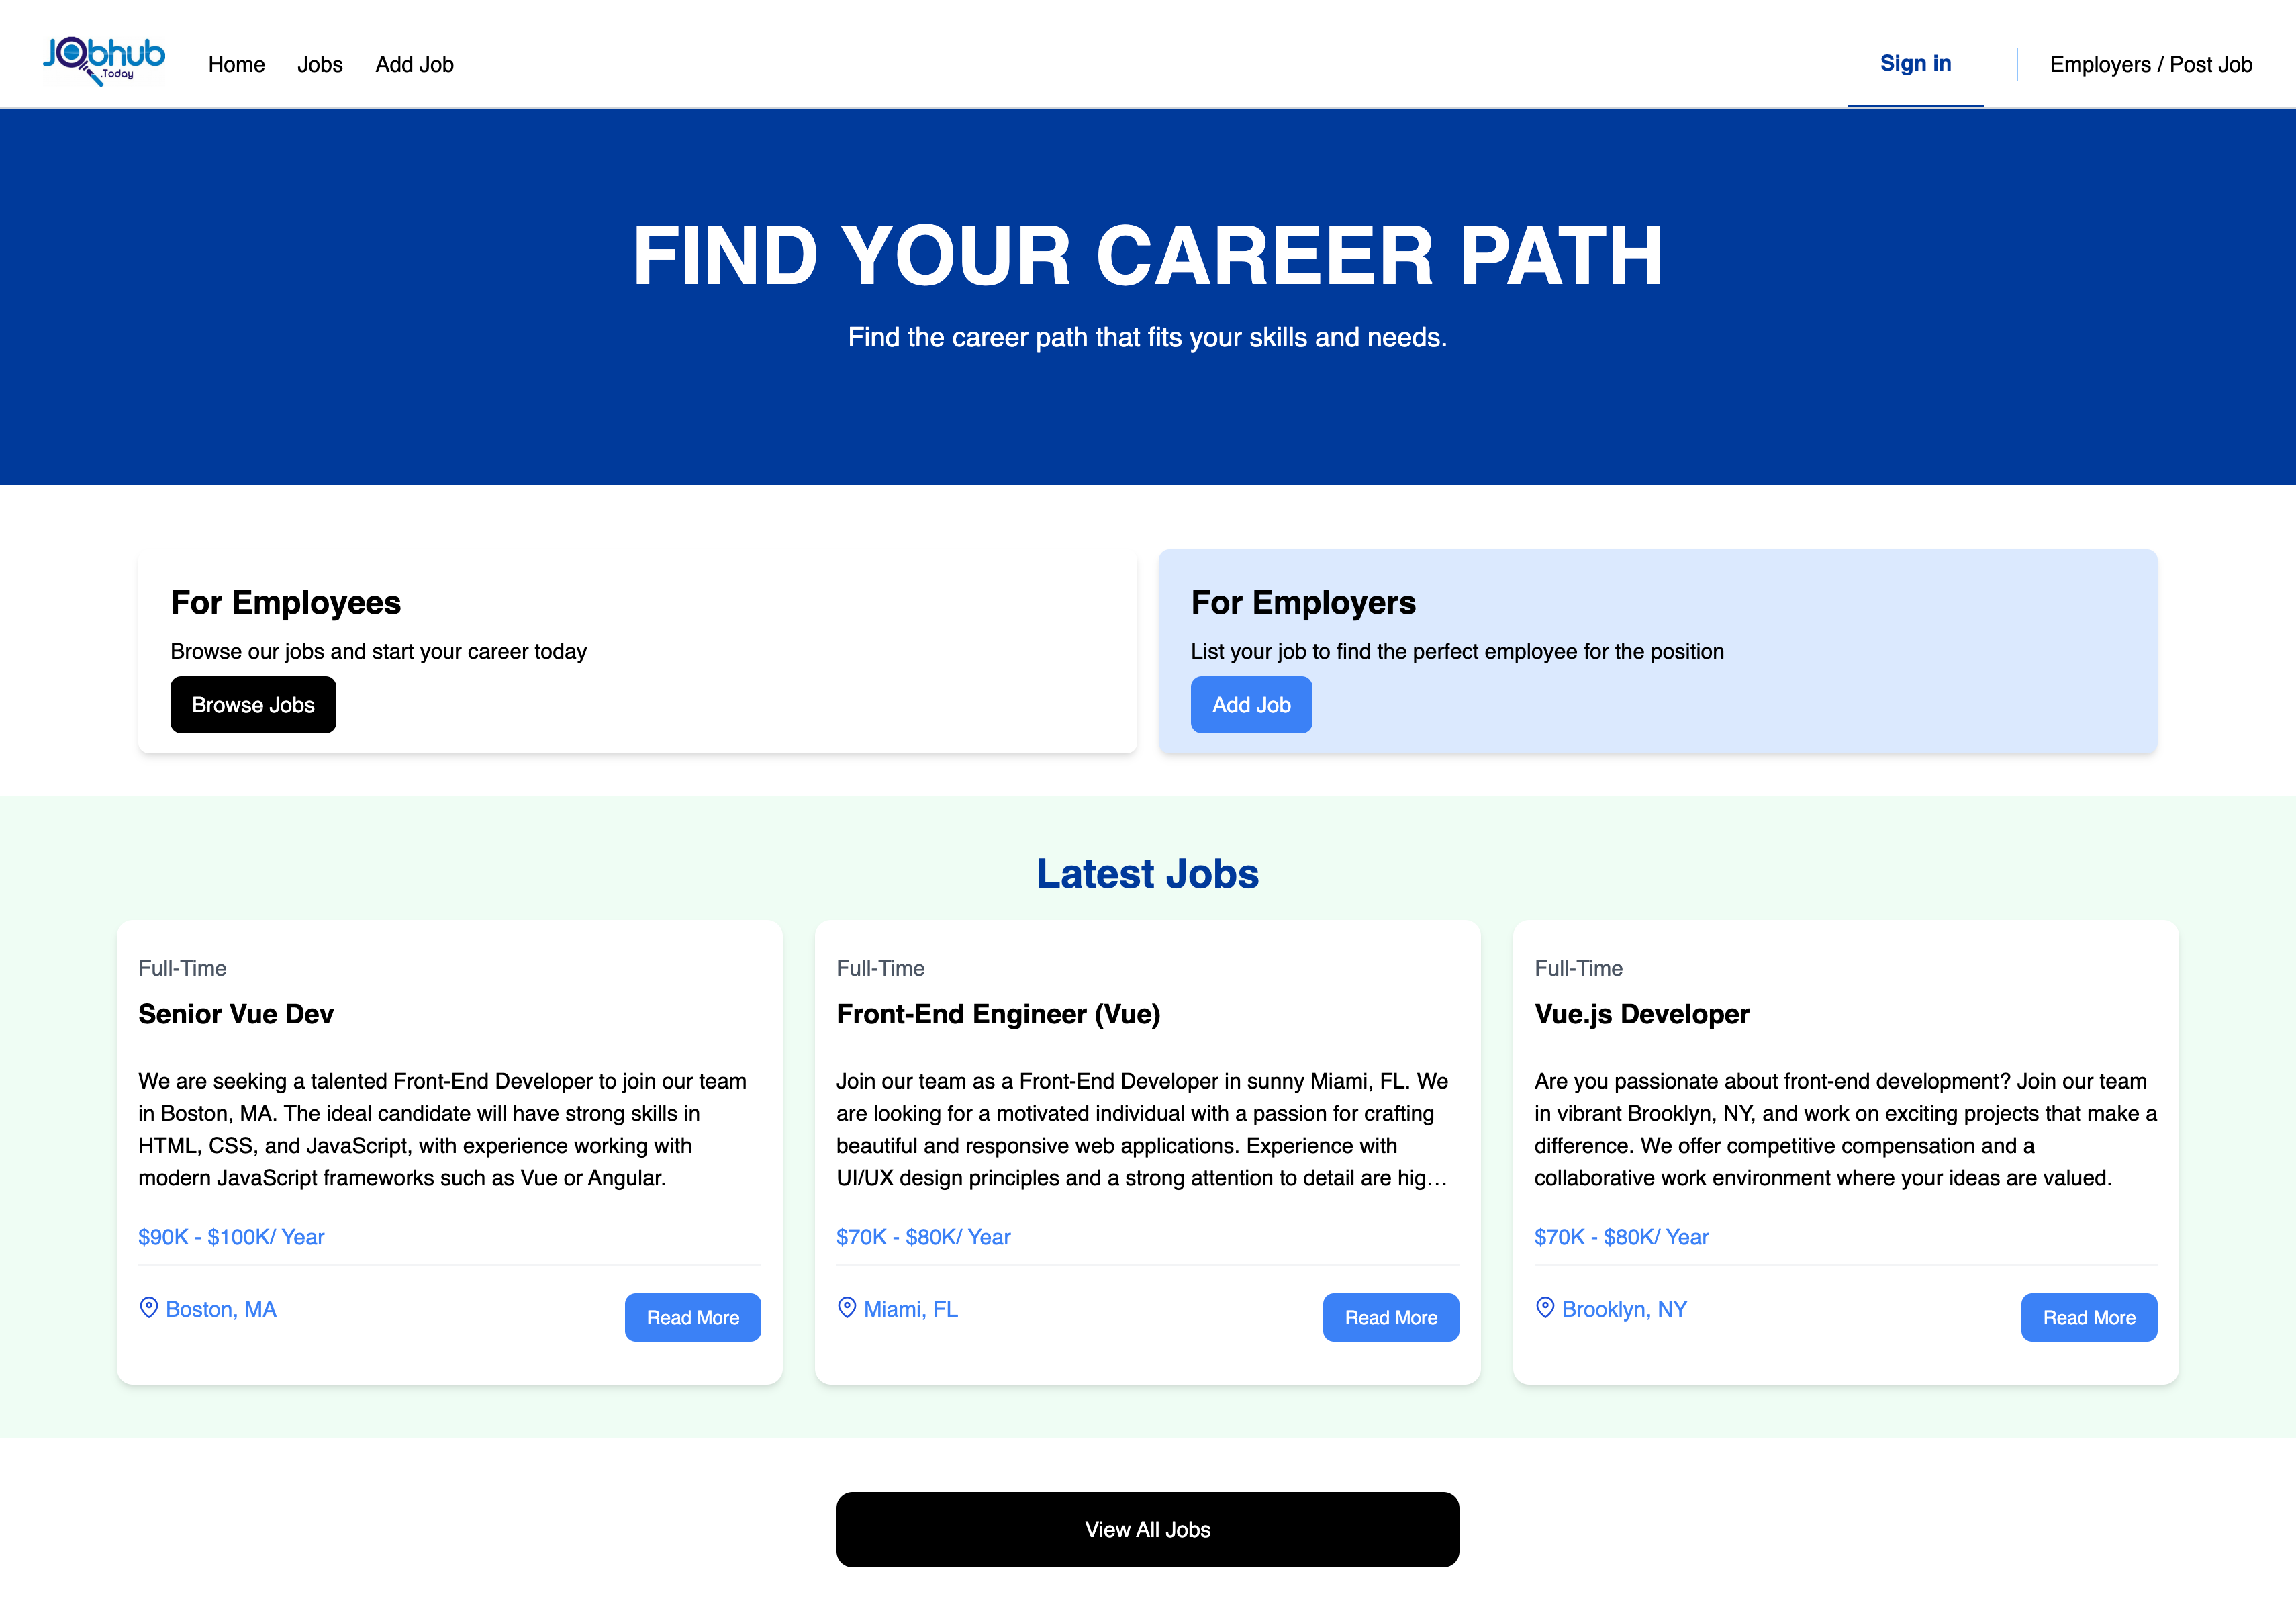 Jobhub
.Today
Home
Jobs
Add Job
Sign in
Employers / Post Job
FIND YOUR CAREER PATH
Find the career path that fits your skills and needs.
For Employees
Browse our jobs and start your career today
Browse Jobs
For Employers
List your job to find the perfect employee for the position
Add Job
Latest Jobs
Full-Time
Senior Vue Dev
We are seeking a talented Front-End Developer to join our team
in Boston, MA. The ideal candidate will have strong skills in
HTML, CSS, and JavaScript, with experience working with
modern JavaScript frameworks such as Vue or Angular.
$90K - $100K/ Year
Boston, MA
Read More
Full-Time
Front-End Engineer (Vue)
Join our team as a Front-End Developer in sunny Miami, FL. We
are looking for a motivated individual with a passion for crafting
beautiful and responsive web applications. Experience with
UI/UX design principles and a strong attention to detail are hig…
$70K - $80K/ Year
Miami, FL
Read More
Full-Time
Vue.js Developer
Are you passionate about front-end development? Join our team
in vibrant Brooklyn, NY, and work on exciting projects that make a
difference. We offer competitive compensation and a
collaborative work environment where your ideas are valued.
$70K - $80K/ Year
Brooklyn, NY
Read More
View All Jobs